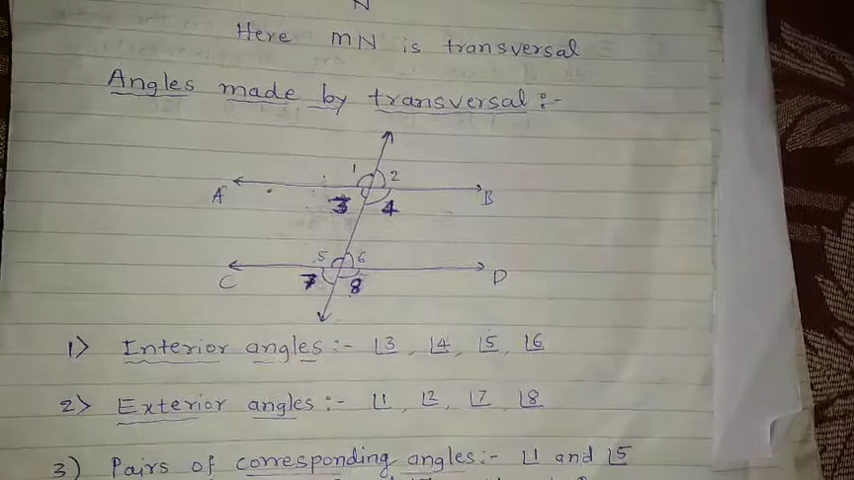 N
Here MN is transversal
Angles made by transversal :-
1 2
A B
3 4
5 6
C D
7 8
1> Interior angles :- ∠3 , ∠4 , ∠5 , ∠6
2> Exterior angles :- ∠1 , ∠2 , ∠7 ∠8
3) Pairs of corresponding angles :- ∠1 and ∠5